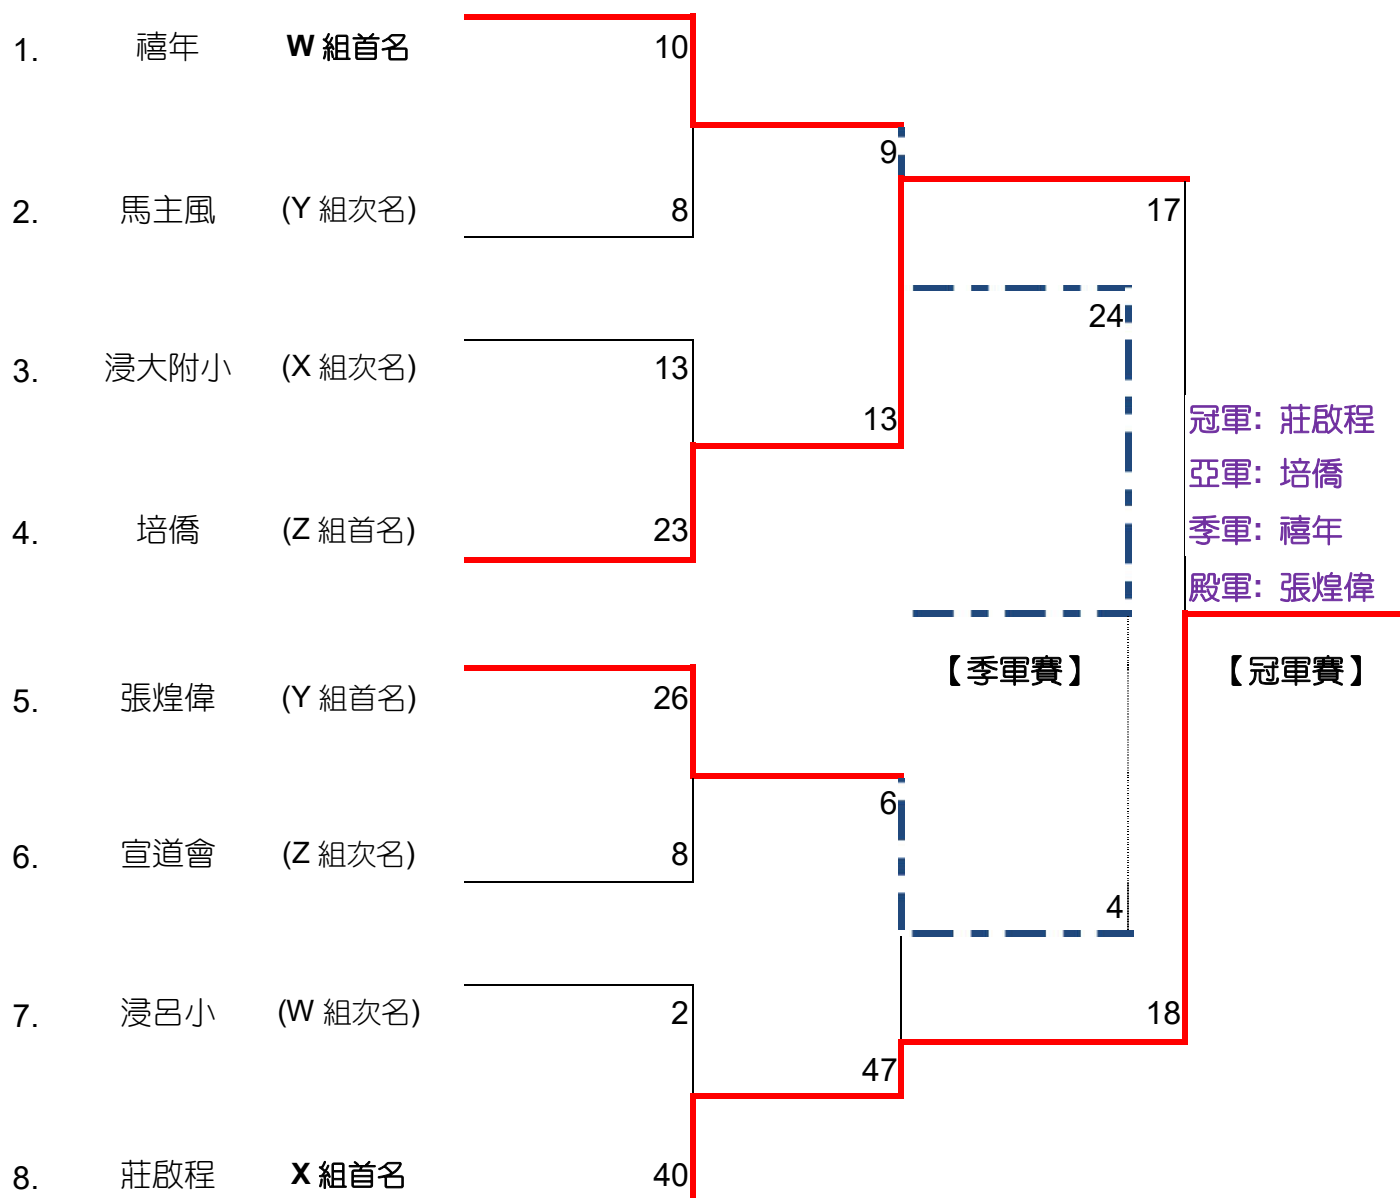 1. 禧年 W 組首名 10
9
2. 馬主風 (Y 組次名) 8
17
24
3. 浸大附小 (X 組次名) 13
13
冠軍: 莊啟程
亞軍: 培僑
4. 培僑 (Z 組首名) 23
季軍: 禧年
殿軍: 張煌偉
【季軍賽】 【冠軍賽】
5. 張煌偉 (Y 組首名) 26
6
6. 宣道會 (Z 組次名) 8
4
7. 浸呂小 (W 組次名) 2
18
47
8. 莊啟程 X 組首名 40